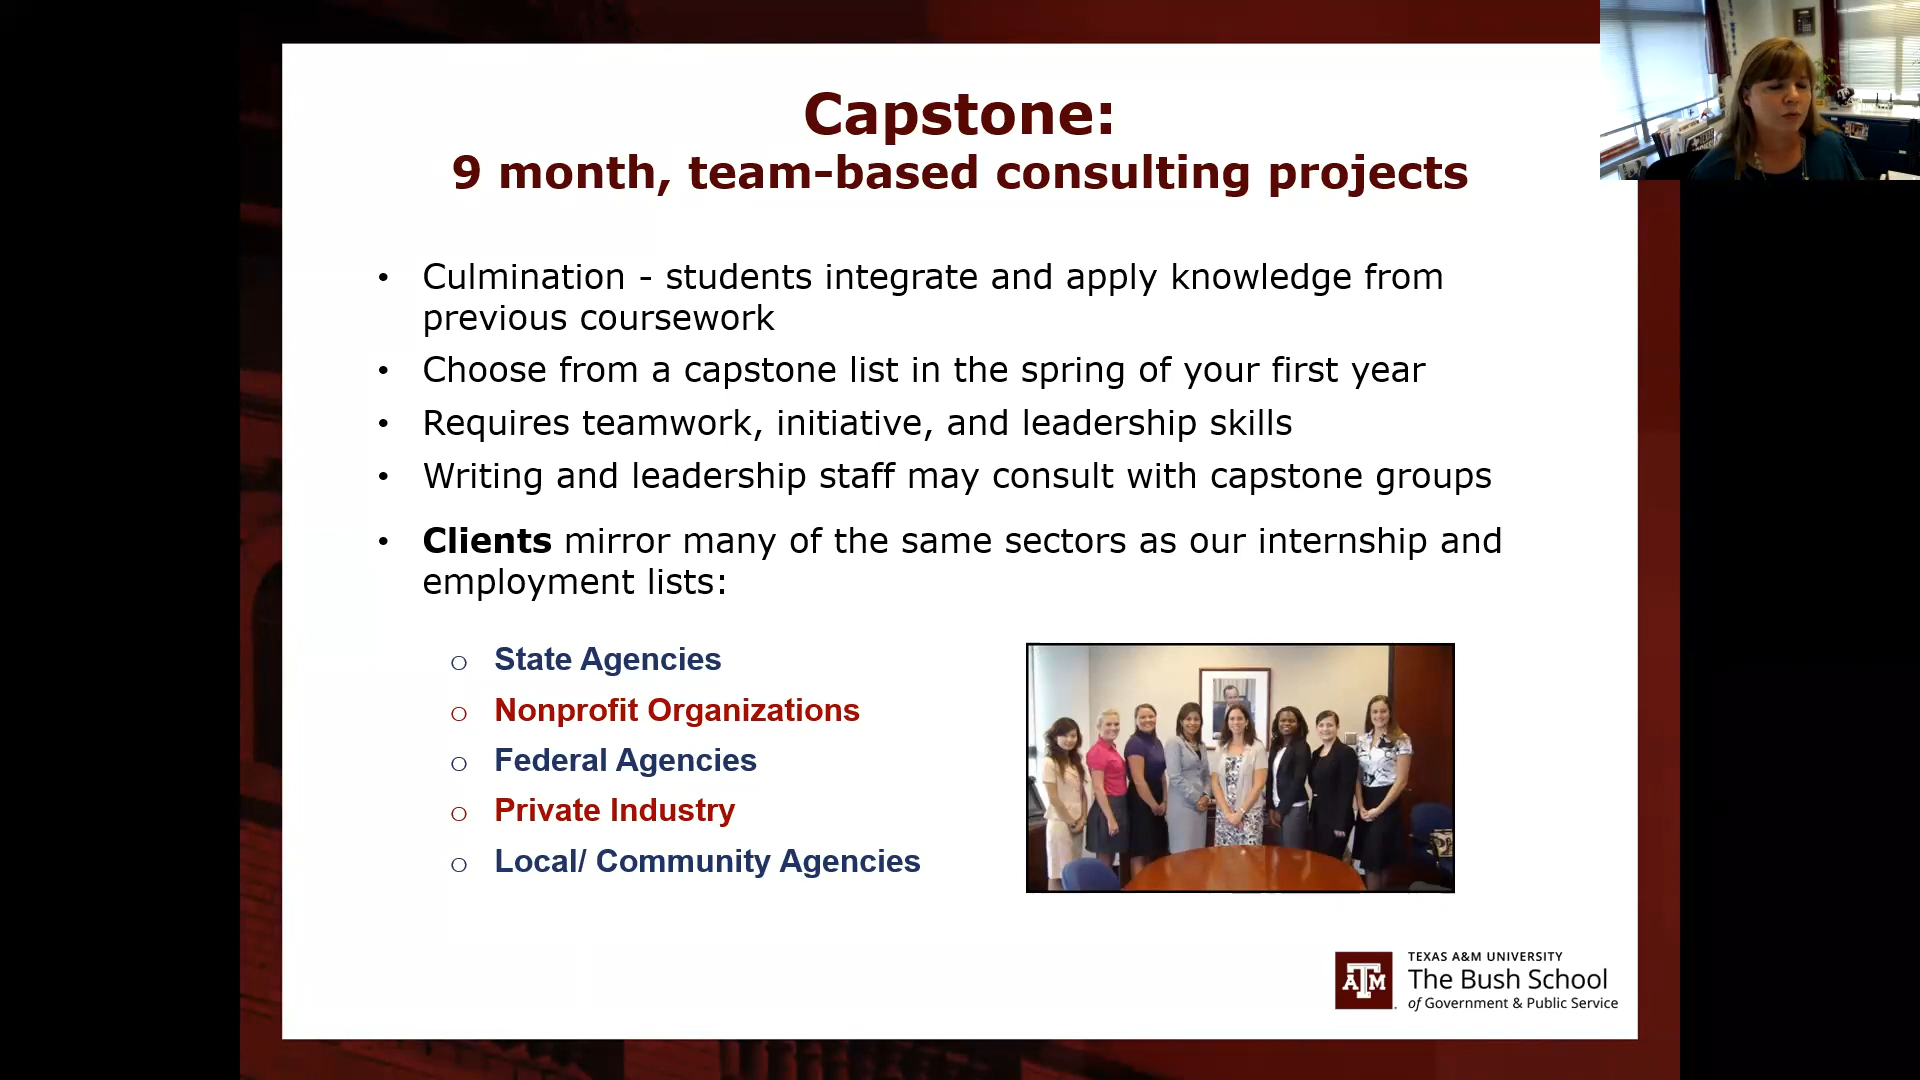 Capstone:
9 month, team-based consulting projects
• Culmination - students integrate and apply knowledge from
previous coursework
• Choose from a capstone list in the spring of your first year
• Requires teamwork, initiative, and leadership skills
• Writing and leadership staff may consult with capstone groups
• Clients mirror many of the same sectors as our internship and
employment lists:
o State Agencies
o Nonprofit Organizations
o Federal Agencies
o Private Industry
o Local/ Community Agencies
ATM
TEXAS A&M UNIVERSITY
The Bush School
of Government & Public Service